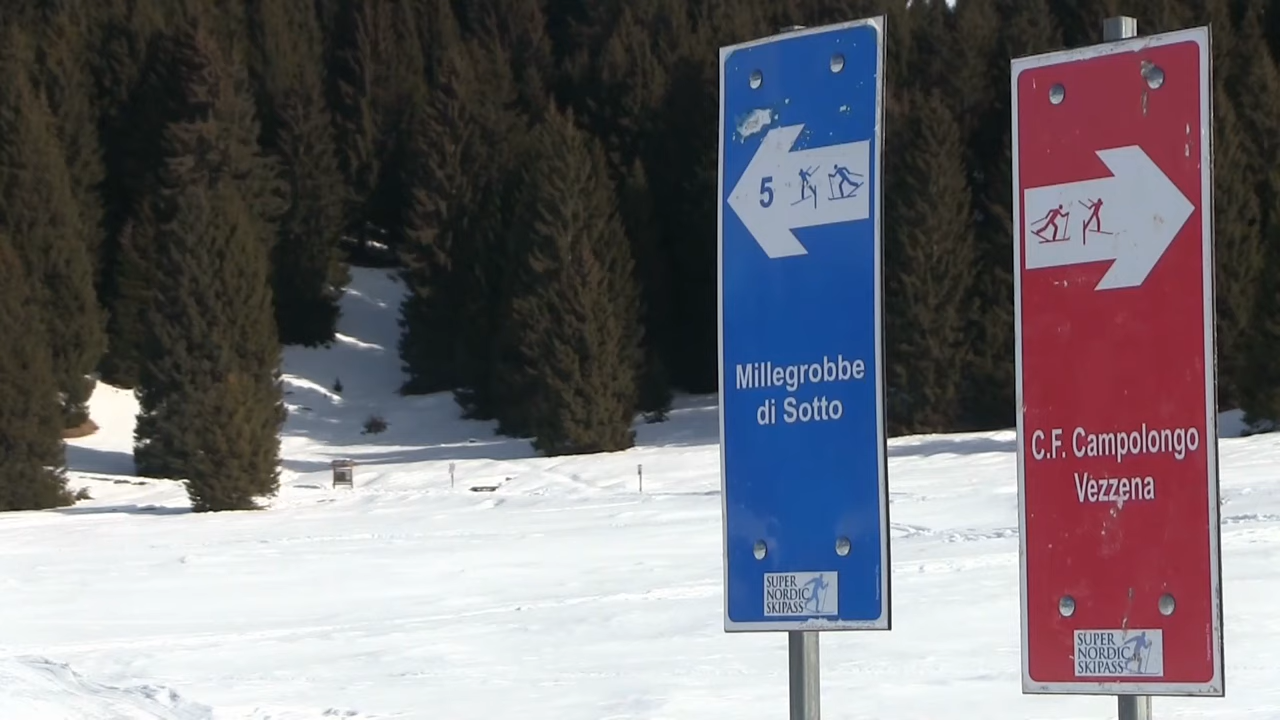 5
Millegrobbe
di Sotto
SUPER
NORDIC
SKIPASS
C.F. Campolongo
Vezzena
SUPER
NORDIC
SKIPASS